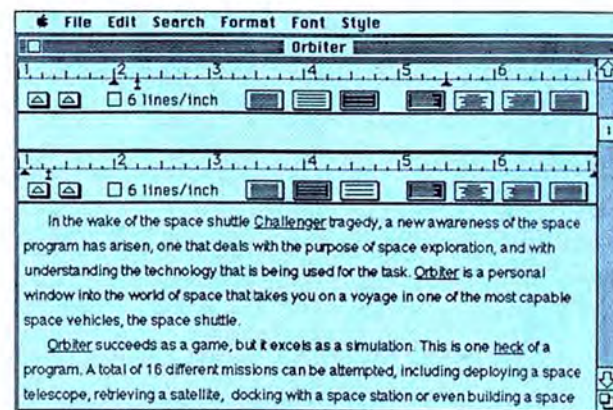 File Edit Search Format Font Style
Orbiter
1 2 3 4 5 6
6 lines/inch
1
1 2 3 4 5 6
6 lines/inch
In the wake of the space shuttle Challenger tragedy, a new awareness of the space
program has arisen, one that deals with the purpose of space exploration, and with
understanding the technology that is being used for the task. Orbiter is a personal
window into the world of space that takes you on a voyage in one of the most capable
space vehicles, the space shuttle.
Orbiter succeeds as a game, but it excels as a simulation. This is one heck of a
program. A total of 16 different missions can be attempted, including deploying a space
telescope, retrieving a satellite, docking with a space station or even building a space